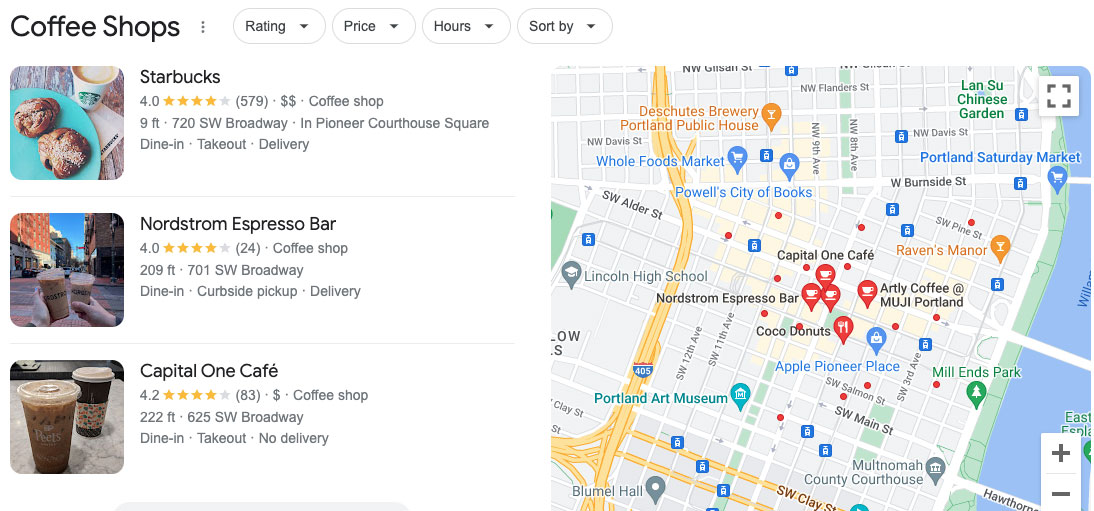 Coffee Shops
Rating
Price
Hours
Sort by
Starbucks
4.0 (579) · $$ · Coffee shop
9 ft · 720 SW Broadway · In Pioneer Courthouse Square
Dine-in · Takeout · Delivery
Nordstrom Espresso Bar
4.0 (24) · Coffee shop
209 ft · 701 SW Broadway
Dine-in · Curbside pickup · Delivery
Capital One Café
4.2 (83) · $ · Coffee shop
222 ft · 625 SW Broadway
Dine-in · Takeout · No delivery
Peet's
NW Glisan St
NW Flanders St
Lan Su
Chinese
Garden
Deschutes Brewery
Portland Public House
NW 9th Ave
NW 8th Ave
NW Davis St
NW Davis St
Whole Foods Market
Portland Saturday Market
Powell's City of Books
W Burnside St
SW Alder St
SW Pine St
Raven's Manor
Capital One Café
Lincoln High School
Nordstrom Espresso Bar
Artly Coffee @
MUJI Portland
Coco Donuts
LOW
LS
SW 12th Ave
SW 11th Ave
405
Apple Pioneer Place
SW 3rd Ave
Mill Ends Park
SW Salmon St
Portland Art Museum
SW Main St
Clay St
East
Espla
Multnomah
County Courthouse
Blumel Hall
SW Clay St
Hawthorne
Willam